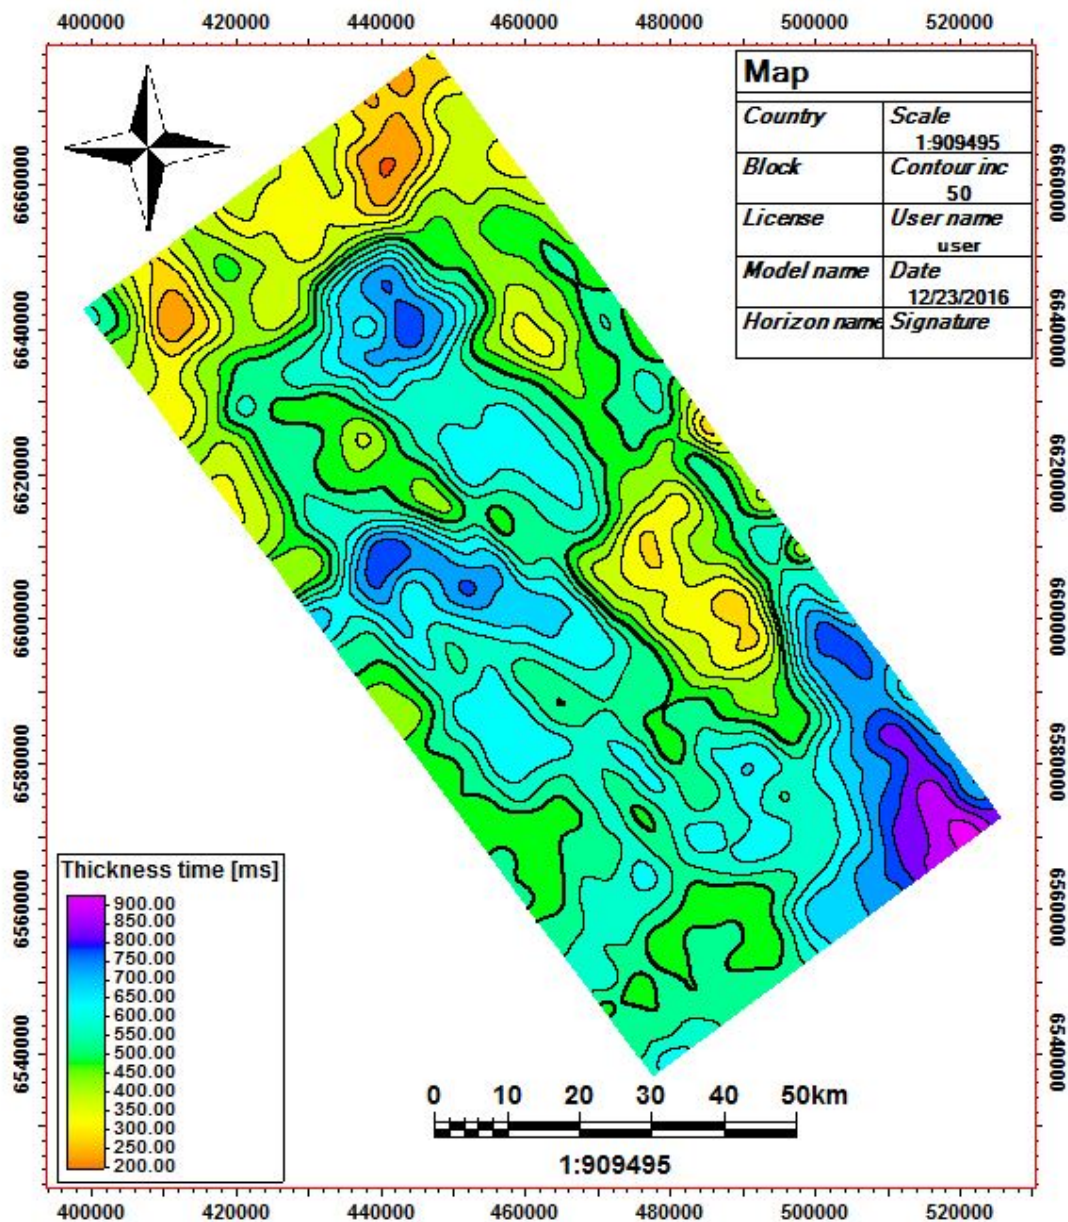 400000 420000 440000 460000 480000 500000 520000
Map
Country Scale
1:909495
Block Contour inc
50
License User name
user
Model name Date
12/23/2016
Horizon name Signature
6660000 6660000
6640000 6640000
6620000 6620000
6600000 6600000
6580000 6580000
6560000 6560000
6540000 6540000
Thickness time [ms]
900.00
850.00
800.00
750.00
700.00
650.00
600.00
550.00
500.00
450.00
400.00
350.00
300.00
250.00
200.00
0 10 20 30 40 50km
1:909495
400000 420000 440000 460000 480000 500000 520000